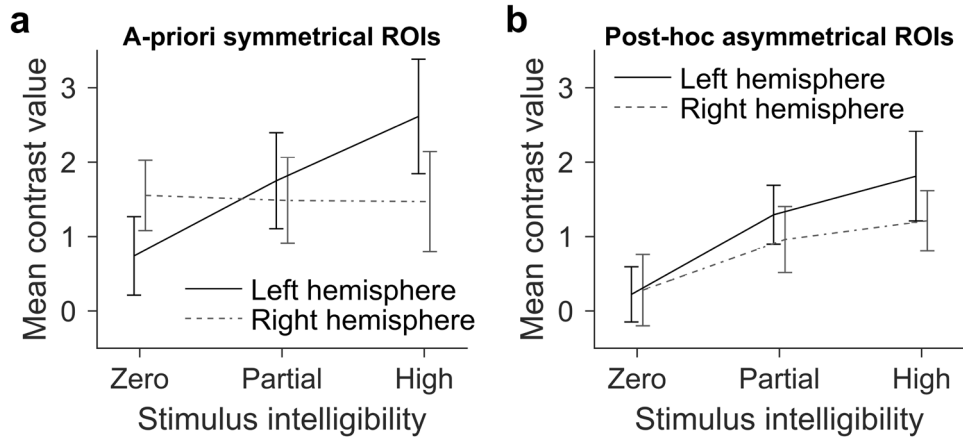 a
A-priori symmetrical ROIs
Mean contrast value
3
2
1
0
Left hemisphere
Right hemisphere
Zero Partial High
Stimulus intelligibility
b
Post-hoc asymmetrical ROIs
Mean contrast value
3
2
1
0
Left hemisphere
Right hemisphere
Zero Partial High
Stimulus intelligibility